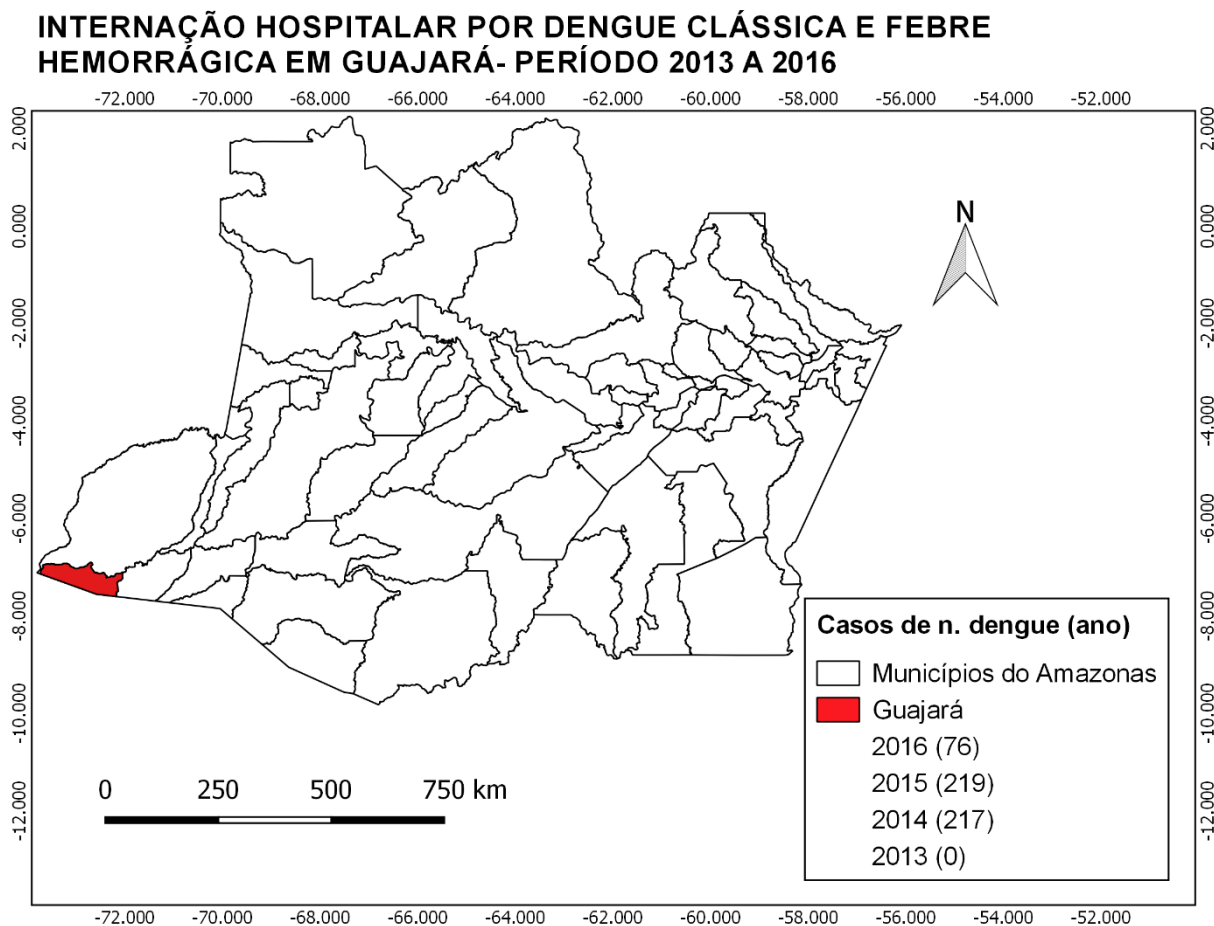 INTERNAÇÃO HOSPITALAR POR DENGUE CLÁSSICA E FEBRE
HEMORRÁGICA EM GUAJARÁ- PERÍODO 2013 A 2016
-72.000 -70.000 -68.000 -66.000 -64.000 -62.000 -60.000 -58.000 -56.000 -54.000 -52.000
2.000
0.000
-2.000
-4.000
-6.000
-8.000
-10.000
-12.000
N
2.000
0.000
-2.000
-4.000
-6.000
-8.000
-10.000
-12.000
Casos de n. dengue (ano)
Municípios do Amazonas
Guajará
2016 (76)
2015 (219)
2014 (217)
2013 (0)
0 250 500 750 km
-72.000 -70.000 -68.000 -66.000 -64.000 -62.000 -60.000 -58.000 -56.000 -54.000 -52.000